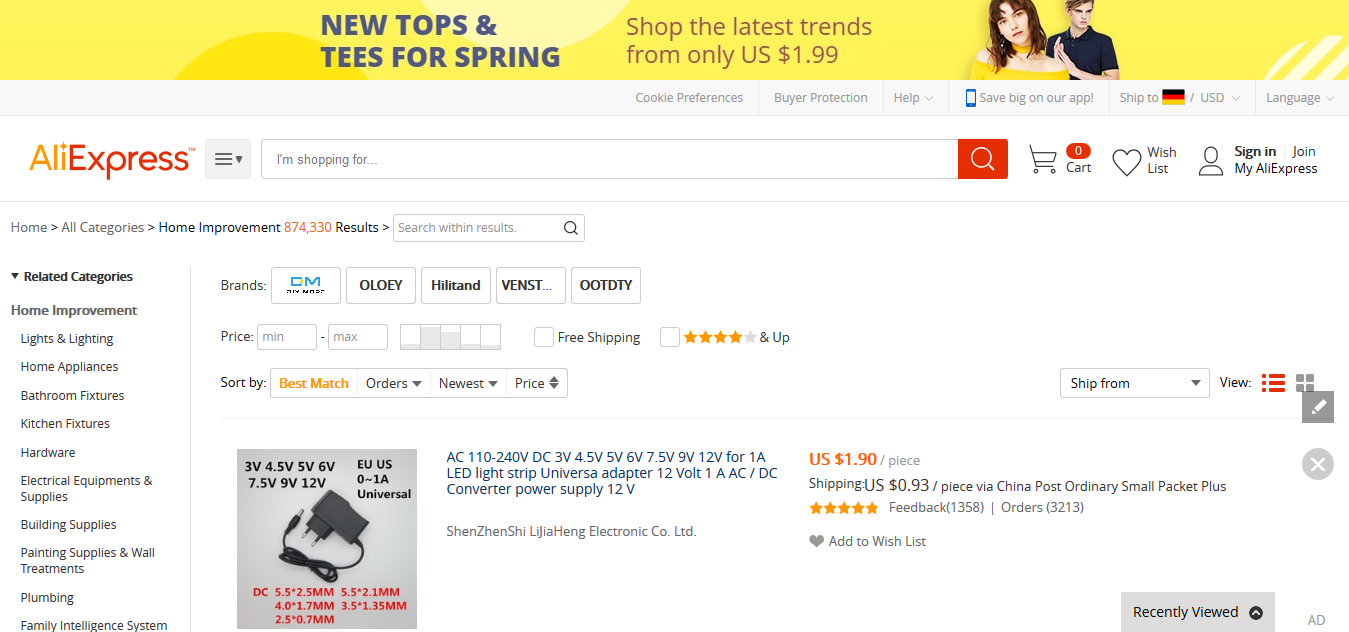 NEW TOPS &
TEES FOR SPRING
Shop the latest trends
from only US $1.99
Cookie Preferences
Buyer Protection
Help
Save big on our app!
Ship to / USD
Language
AliExpress™
I'm shopping for...
0
Cart
Wish
List
Sign in
Join
My AliExpress
Home > All Categories > Home Improvement 874,330 Results >
Search within results.
Related Categories
Home Improvement
Lights & Lighting
Home Appliances
Bathroom Fixtures
Kitchen Fixtures
Hardware
Electrical Equipments &
Supplies
Building Supplies
Painting Supplies & Wall
Treatments
Plumbing
Family Intelligence System
Brands:
DM
DIY MORE
OLOEY
Hilitand
VENST...
OOTDTY
Price: min - max
Free Shipping
& Up
Sort by: Best Match Orders Newest Price
Ship from
View:
3V 4.5V 5V 6V
7.5V 9V 12V
EU US
0~1A
Universal
DC 5.5*2.5MM 5.5*2.1MM
4.0*1.7MM 3.5*1.35MM
2.5*0.7MM
AC 110-240V DC 3V 4.5V 5V 6V 7.5V 9V 12V for 1A
LED light strip Universa adapter 12 Volt 1 A AC / DC
Converter power supply 12 V
ShenZhenShi LiJiaHeng Electronic Co. Ltd.
US $1.90 / piece
Shipping:US $0.93 / piece via China Post Ordinary Small Packet Plus
Feedback(1358) | Orders (3213)
Add to Wish List
Recently Viewed
AD